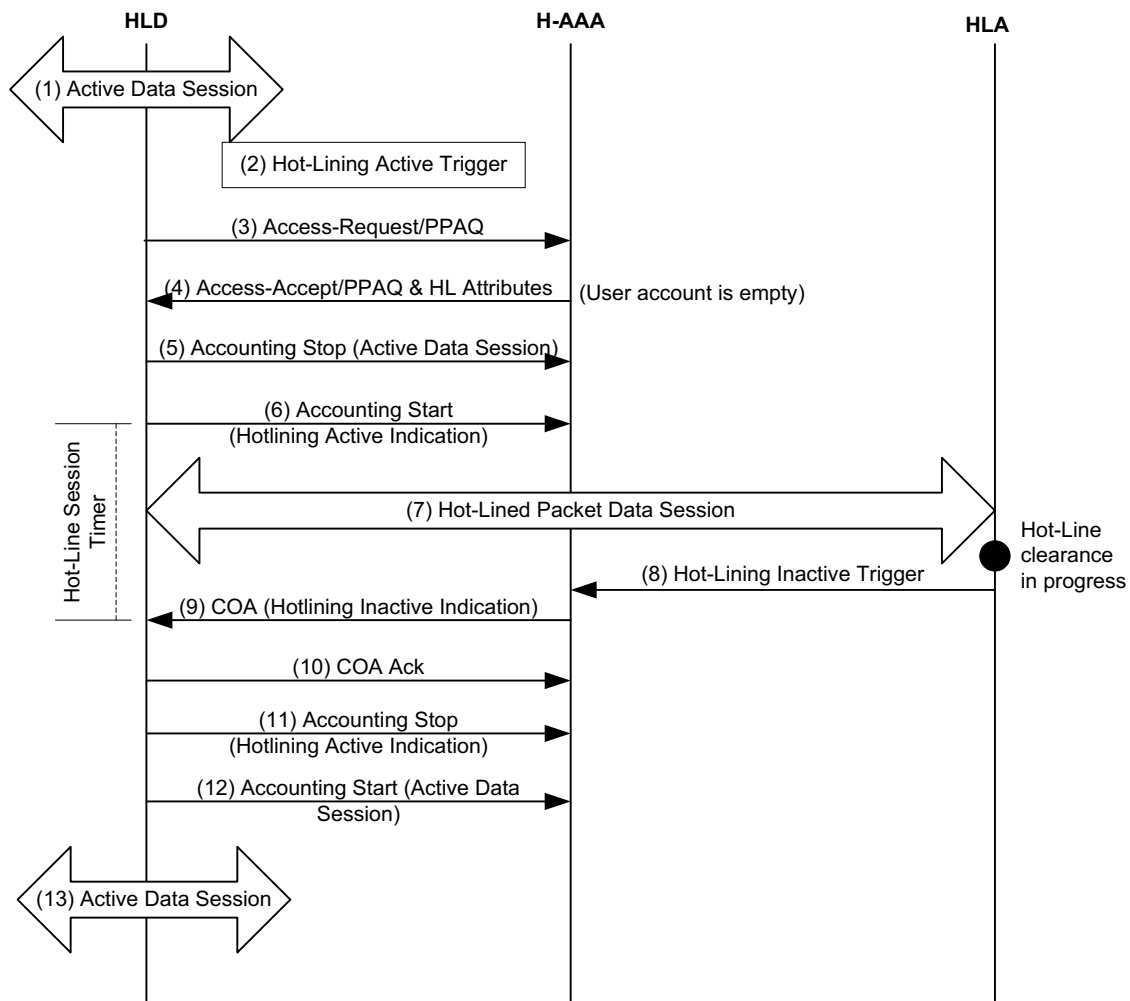 HLD
H-AAA
HLA
(1) Active Data Session
(2) Hot-Lining Active Trigger
(3) Access-Request/PPAQ
(4) Access-Accept/PPAQ & HL Attributes
(User account is empty)
(5) Accounting Stop (Active Data Session)
(6) Accounting Start
(Hotlining Active Indication)
Hot-Line Session
Timer
(7) Hot-Lined Packet Data Session
Hot-Line
clearance
in progress
(8) Hot-Lining Inactive Trigger
(9) COA (Hotlining Inactive Indication)
(10) COA Ack
(11) Accounting Stop
(Hotlining Active Indication)
(12) Accounting Start (Active Data
Session)
(13) Active Data Session